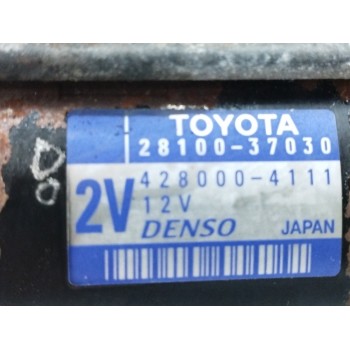 TOYOTA
28100-37030
2V
428000-4111
12V
DENSO JAPAN